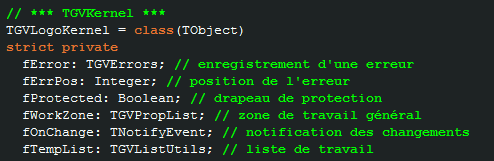 // *** TGVKernel ***
TGVLogoKernel = class(TObject)
strict private
fError: TGVErrors; // enregistrement d'une erreur
fErrPos: Integer; // position de l'erreur
fProtected: Boolean; // drapeau de protection
fWorkZone: TGVPropList; // zone de travail général
fOnChange: TNotifyEvent; // notification des changements
fTempList: TGVListUtils; // liste de travail